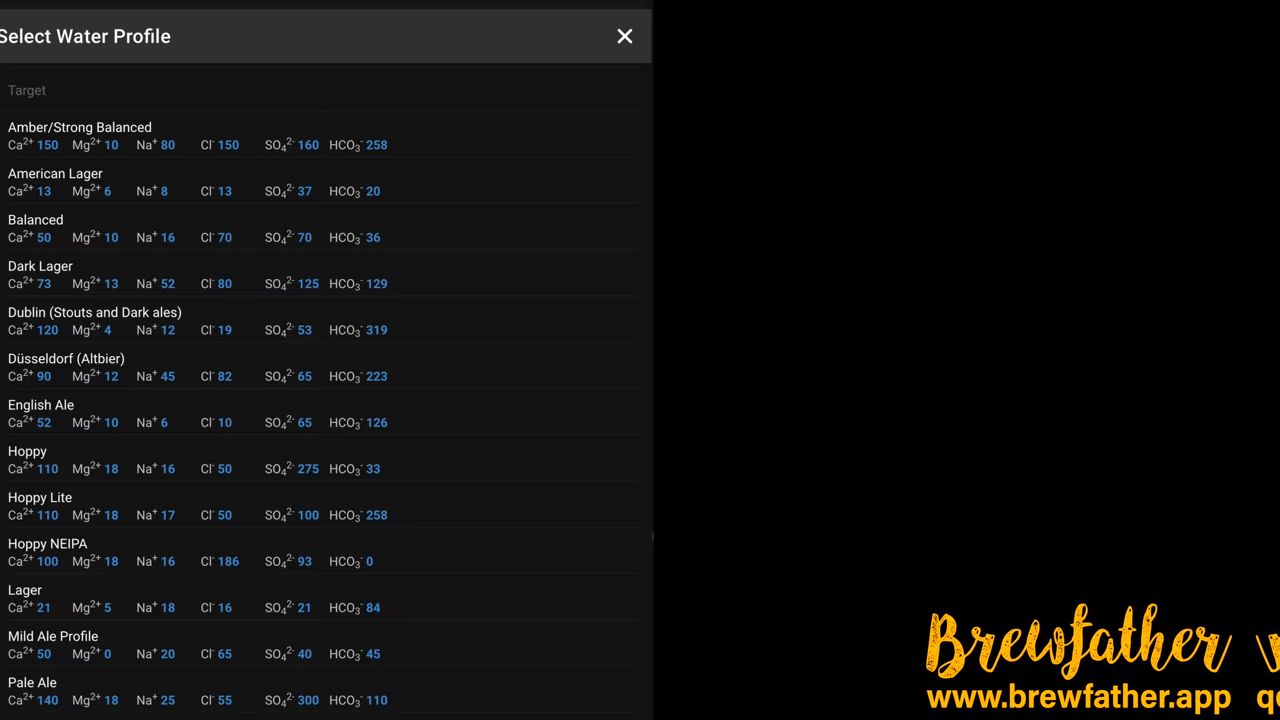 Select Water Profile
Target
Amber/Strong Balanced
Ca2+ 150 Mg2+ 10 Na+ 80 Cl- 150 SO42- 160 HCO3- 258
American Lager
Ca2+ 13 Mg2+ 6 Na+ 8 Cl- 13 SO42- 37 HCO3- 20
Balanced
Ca2+ 50 Mg2+ 10 Na+ 16 Cl- 70 SO42- 70 HCO3- 36
Dark Lager
Ca2+ 73 Mg2+ 13 Na+ 52 Cl- 80 SO42- 125 HCO3- 129
Dublin (Stouts and Dark ales)
Ca2+ 120 Mg2+ 4 Na+ 12 Cl- 19 SO42- 53 HCO3- 319
Düsseldorf (Altbier)
Ca2+ 90 Mg2+ 12 Na+ 45 Cl- 82 SO42- 65 HCO3- 223
English Ale
Ca2+ 52 Mg2+ 10 Na+ 6 Cl- 10 SO42- 65 HCO3- 126
Hoppy
Ca2+ 110 Mg2+ 18 Na+ 16 Cl- 50 SO42- 275 HCO3- 33
Hoppy Lite
Ca2+ 110 Mg2+ 18 Na+ 17 Cl- 50 SO42- 100 HCO3- 258
Hoppy NEIPA
Ca2+ 100 Mg2+ 18 Na+ 16 Cl- 186 SO42- 93 HCO3- 0
Lager
Ca2+ 21 Mg2+ 5 Na+ 18 Cl- 16 SO42- 21 HCO3- 84
Mild Ale Profile
Ca2+ 50 Mg2+ 0 Na+ 20 Cl- 65 SO42- 40 HCO3- 45
Pale Ale
Ca2+ 140 Mg2+ 18 Na+ 25 Cl- 55 SO42- 300 HCO3- 110
Brewfather
www.brewfather.app